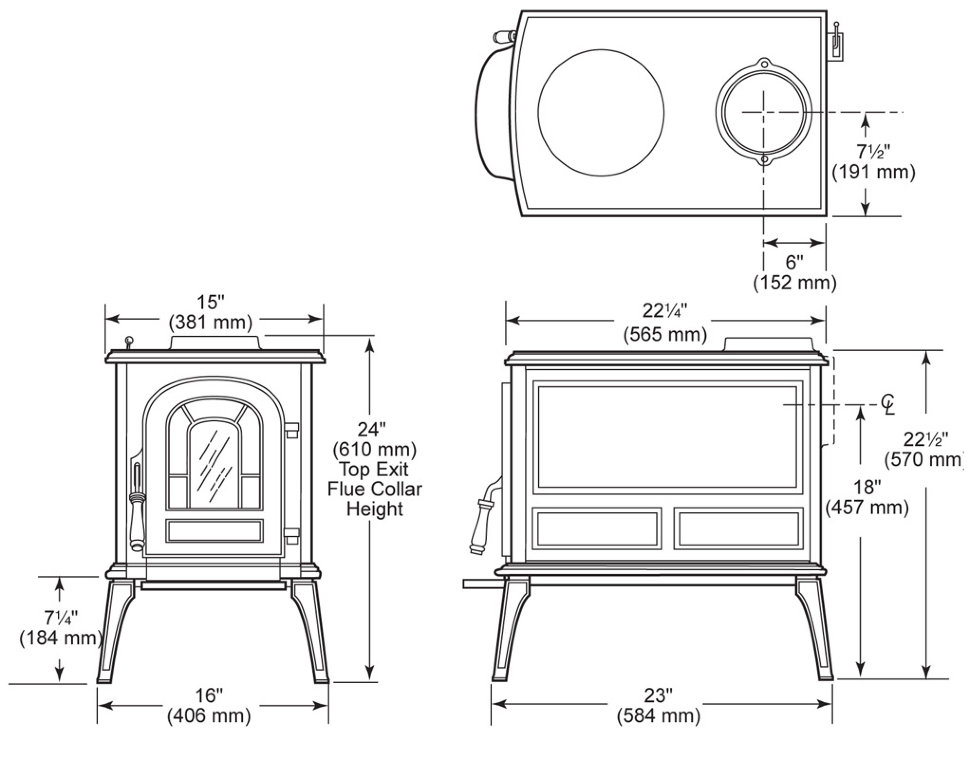 7½"
(191 mm)
6"
(152 mm)
15"
(381 mm)
22¼"
(565 mm)
24"
(610 mm)
Top Exit
Flue Collar
Height
℄
22½"
(570 mm)
18"
(457 mm)
7¼"
(184 mm)
16"
(406 mm)
23"
(584 mm)